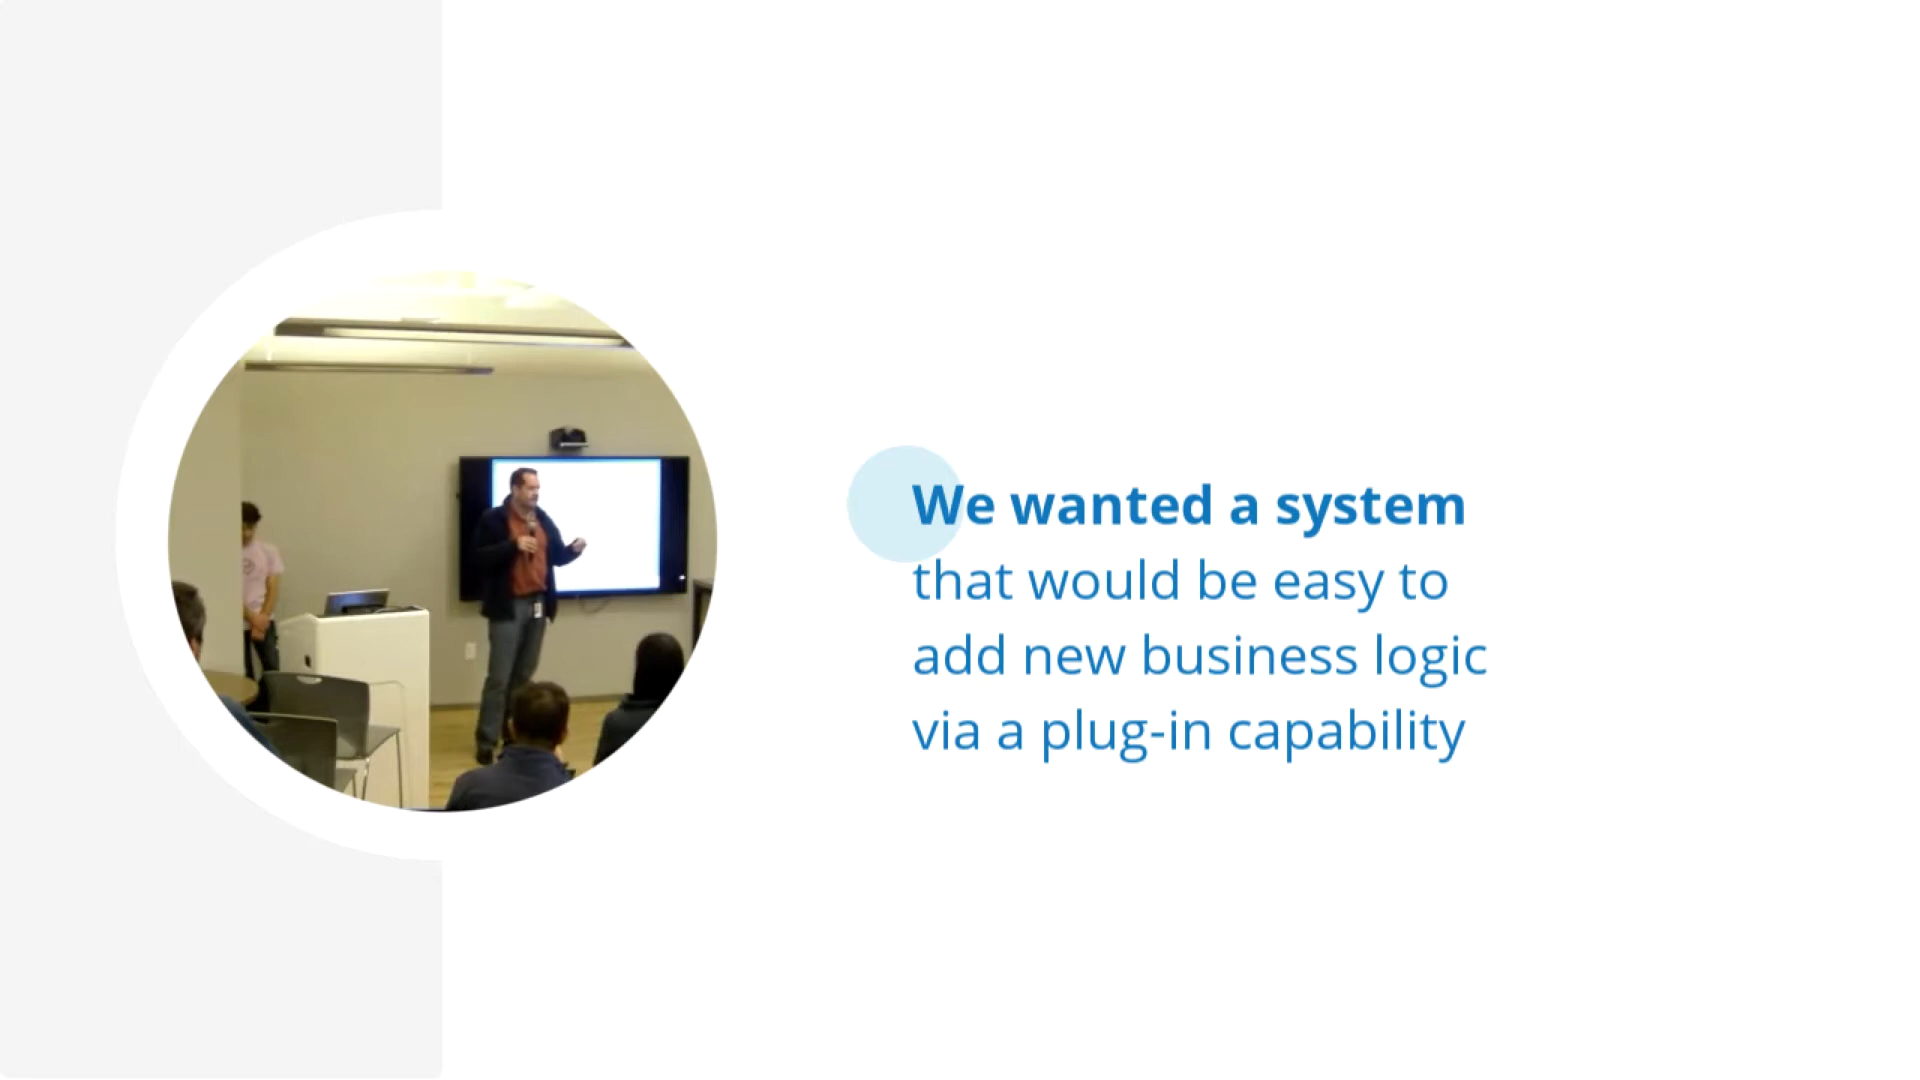 We wanted a system
that would be easy to
add new business logic
via a plug-in capability